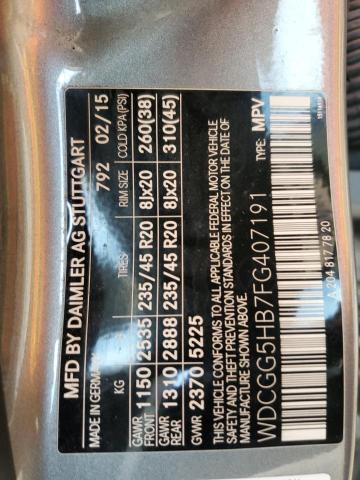 MFD BY DAIMLER AG STUTTGART
MADE IN GERMANY 792 02/15
KG TIRES RIM SIZE COLD KPA(PSI)
GAWR FRONT 1150 2535 235/45 R20 8Jx20 260(38)
GAWR REAR 1310 2888 235/45 R20 8Jx20 310(45)
GVWR 2370 5225
THIS VEHICLE CONFORMS TO ALL APPLICABLE FEDERAL MOTOR VEHICLE
SAFETY AND THEFT PREVENTION STANDARDS IN EFFECT ON THE DATE OF
MANUFACTURE SHOWN ABOVE. TYPE: MPV
WDCGG5HB7FG407191
A 204 817 78 20